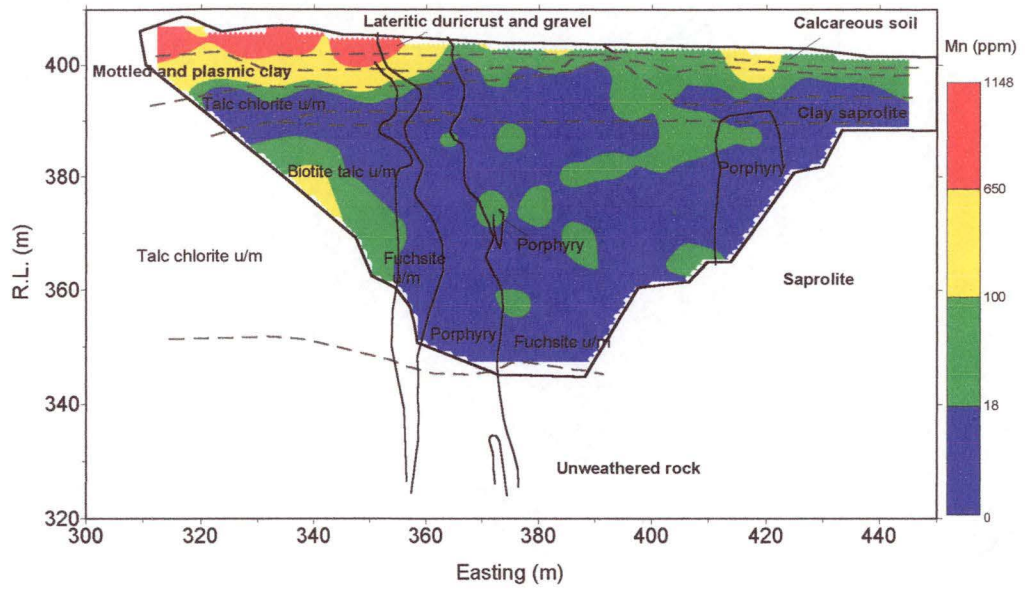 Lateritic duricrust and gravel
Calcareous soil
Mn (ppm)
Mottled and plasmic clay
Talc chlorite u/m
Clay saprolite
Biotite talc u/m
Porphyry
Talc chlorite u/m
Fuchsite
u/m
Porphyry
Saprolite
Porphyry
Fuchsite u/m
Unweathered rock
R.L. (m)
400
380
360
340
320
300
320
340
360
380
400
420
440
Easting (m)
1148
650
100
18
0